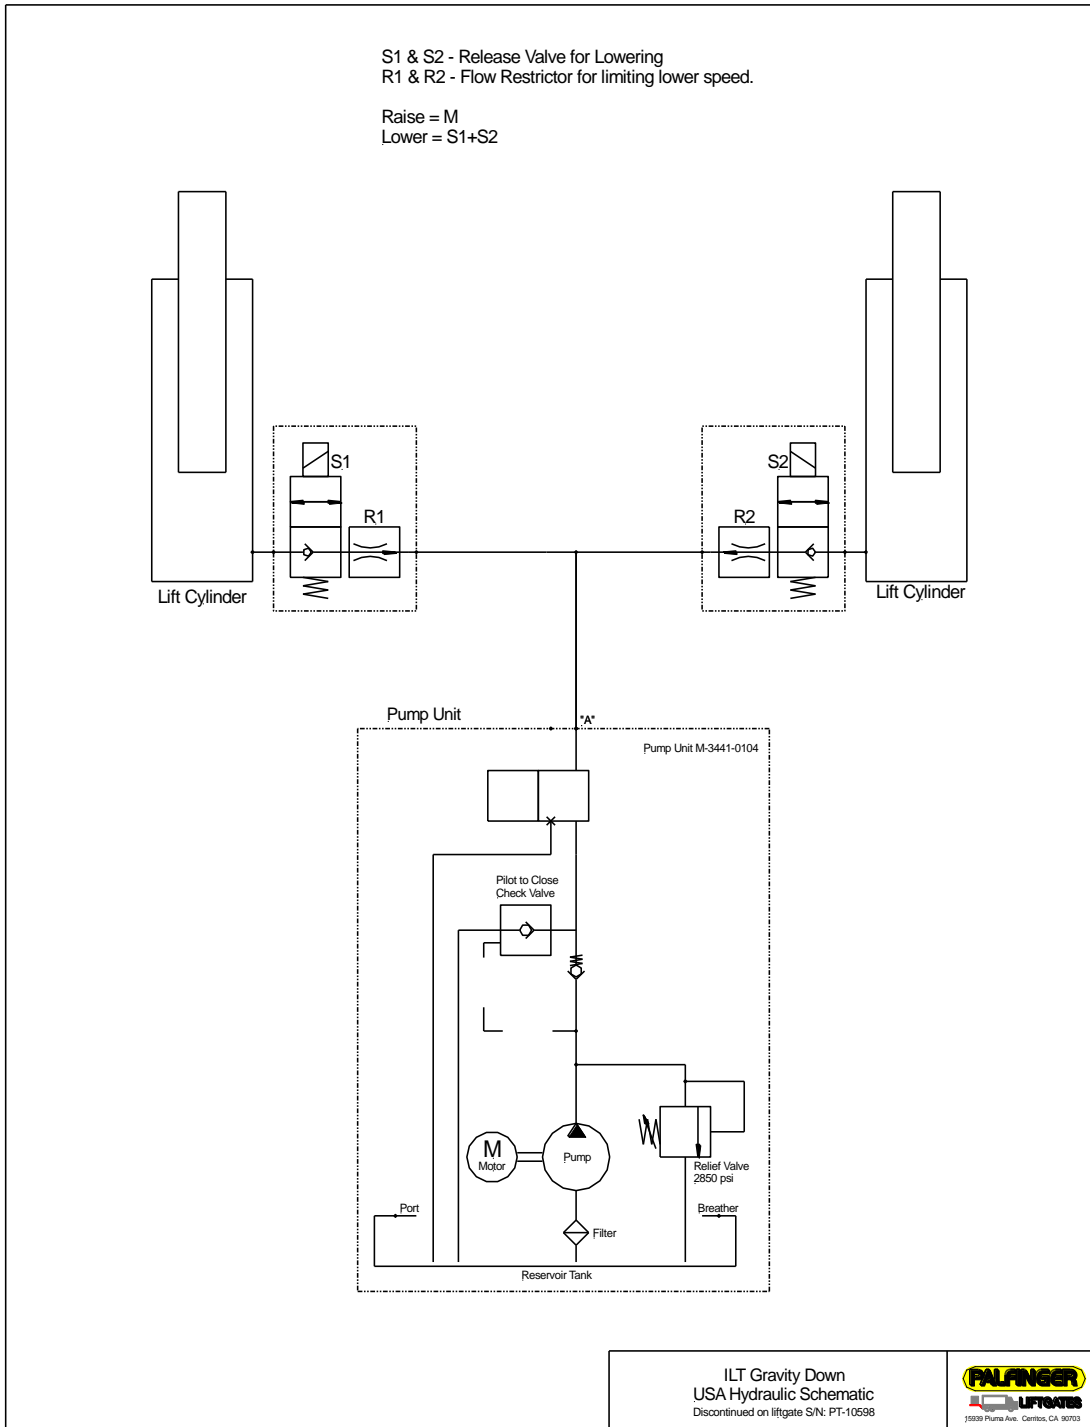 S1 & S2 - Release Valve for Lowering
R1 & R2 - Flow Restrictor for limiting lower speed.
Raise = M
Lower = S1+S2
S1
R1
S2
R2
Lift Cylinder
Lift Cylinder
Pump Unit
"A"
Pump Unit M-3441-0104
Pilot to Close
Check Valve
M
Motor
Pump
Relief Valve
2850 psi
Port
Breather
Filter
Reservoir Tank
ILT Gravity Down
USA Hydraulic Schematic
Discontinued on liftgate S/N: PT-10598
PALFINGER
LIFTGATES
15939 Piuma Ave. Cerritos, CA 90703